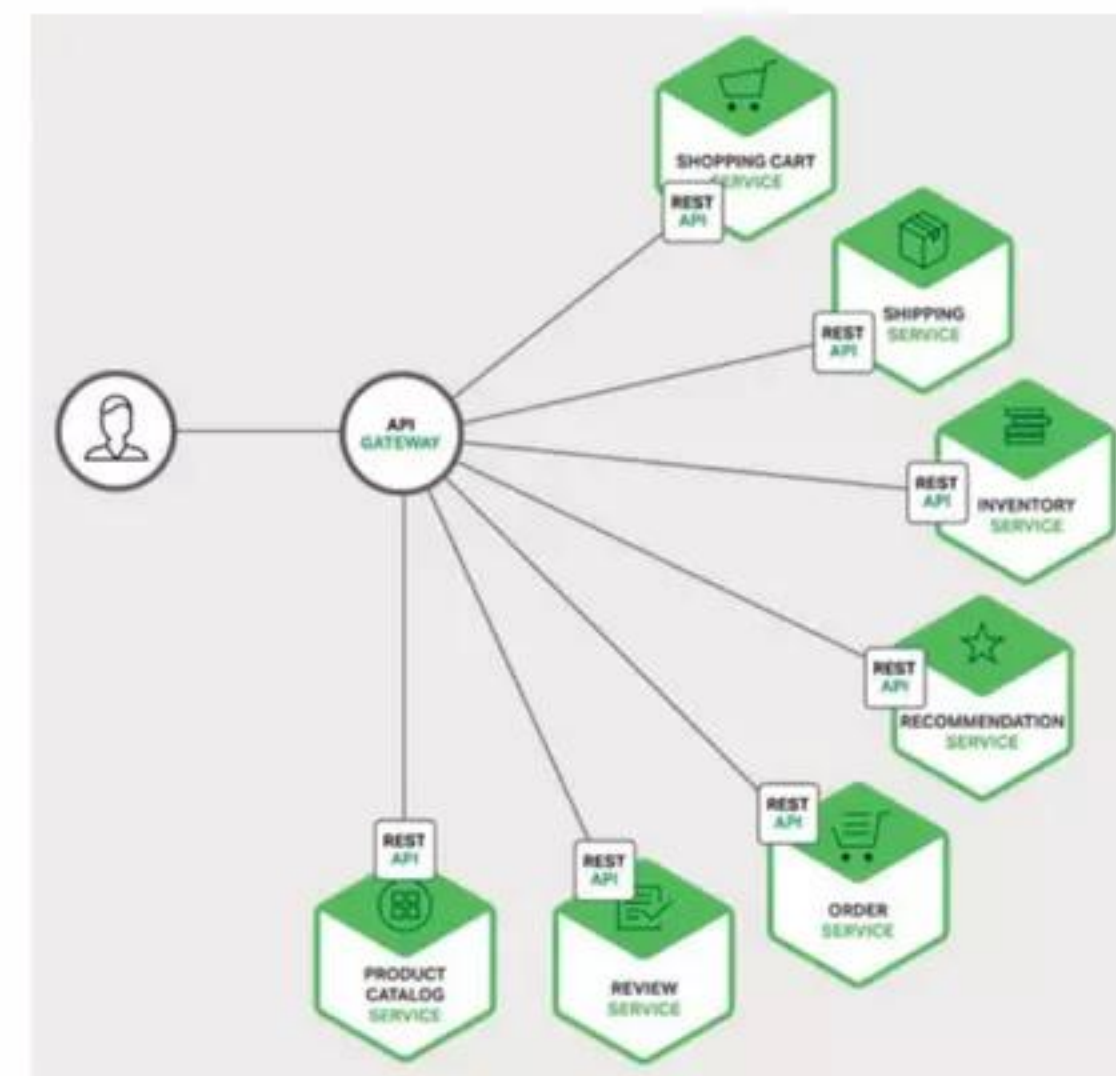 SHOPPING CART
SERVICE
REST
API
SHIPPING
SERVICE
REST
API
API
GATEWAY
REST
API
INVENTORY
SERVICE
REST
API
RECOMMENDATION
SERVICE
REST
API
ORDER
SERVICE
REST
API
REVIEW
SERVICE
REST
API
PRODUCT
CATALOG
SERVICE